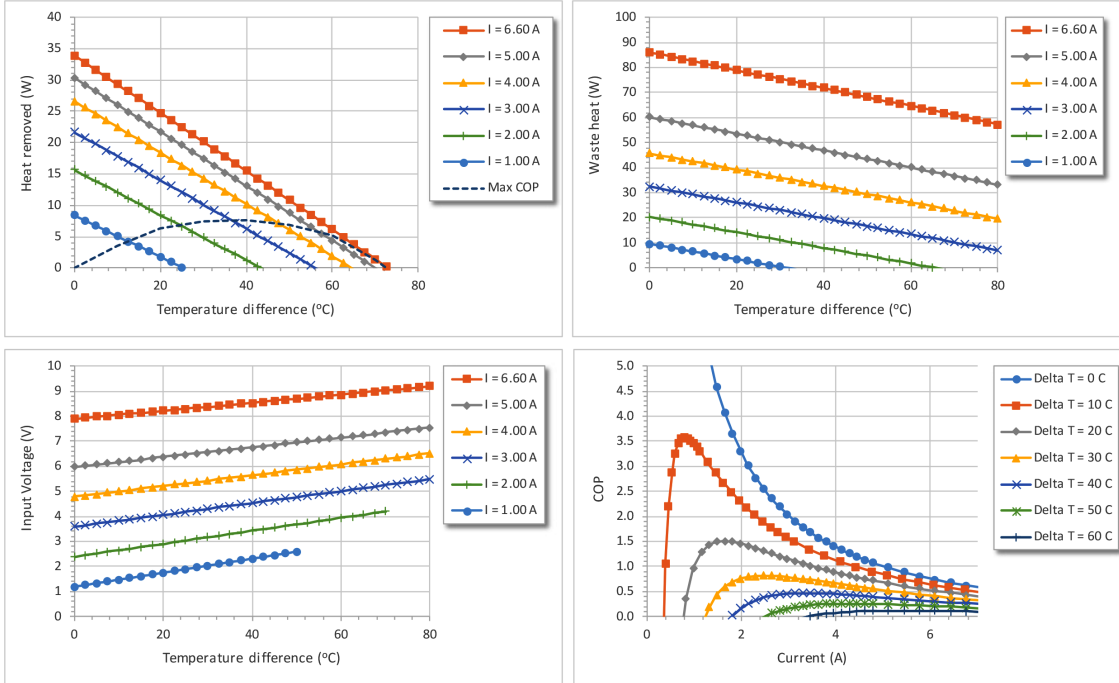 40
35
30
25
20
15
10
5
0
Heat removed (W)
0 20 40 60 80
Temperature difference (°C)
I = 6.60 A
I = 5.00 A
I = 4.00 A
I = 3.00 A
I = 2.00 A
I = 1.00 A
Max COP
100
90
80
70
60
50
40
30
20
10
0
Waste heat (W)
0 20 40 60 80
Temperature difference (°C)
I = 6.60 A
I = 5.00 A
I = 4.00 A
I = 3.00 A
I = 2.00 A
I = 1.00 A
10
9
8
7
6
5
4
3
2
1
0
Input Voltage (V)
0 20 40 60 80
Temperature difference (°C)
I = 6.60 A
I = 5.00 A
I = 4.00 A
I = 3.00 A
I = 2.00 A
I = 1.00 A
5.0
4.5
4.0
3.5
3.0
2.5
2.0
1.5
1.0
0.5
0.0
COP
0 2 4 6
Current (A)
Delta T = 0 C
Delta T = 10 C
Delta T = 20 C
Delta T = 30 C
Delta T = 40 C
Delta T = 50 C
Delta T = 60 C